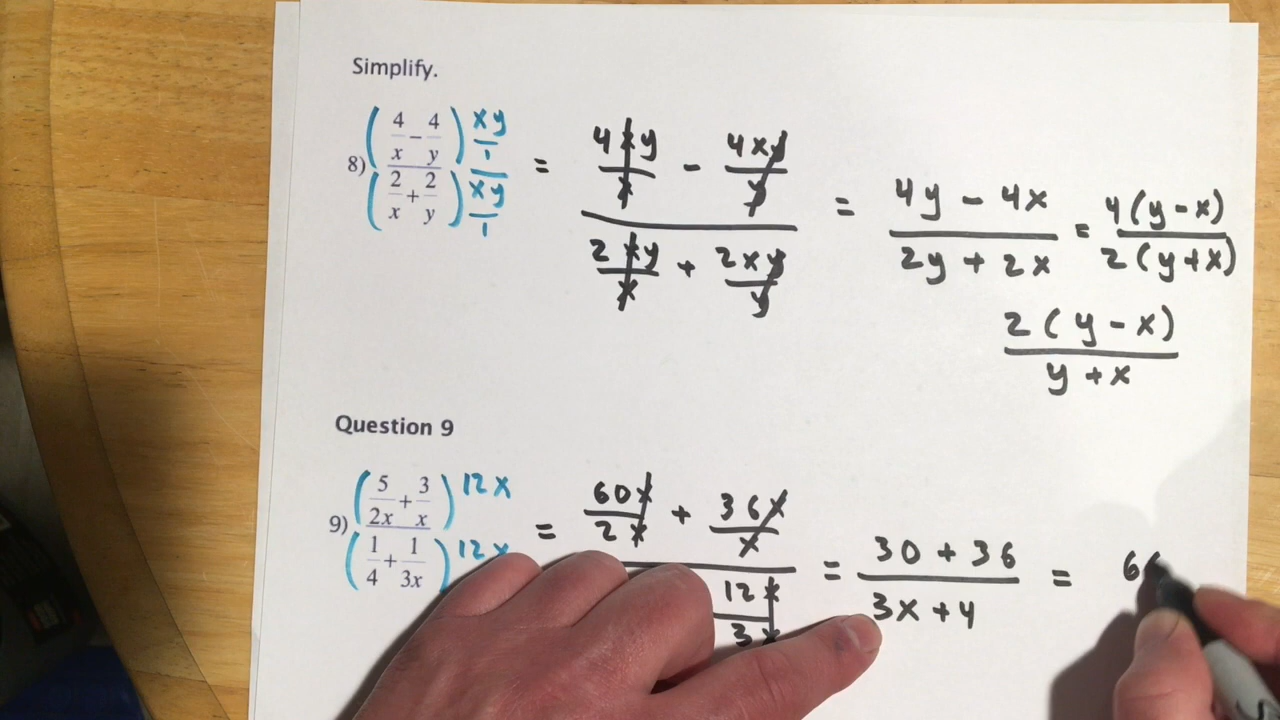 Simplify.
8) ( 4/x − 4/y ) xy/1 / ( 2/x + 2/y ) xy/1 = 4xy/x − 4xy/y / 2xy/x + 2xy/y = 4y − 4x / 2y + 2x = 4(y−x) / 2(y+x)
2(y−x) / y+x
Question 9
9) ( 5/2x + 3/x ) 12x / ( 1/4 + 1/3x ) 12x = 60x/2x + 36x/x / 12x/3x = 30 + 36 / 3x + 4 = 66